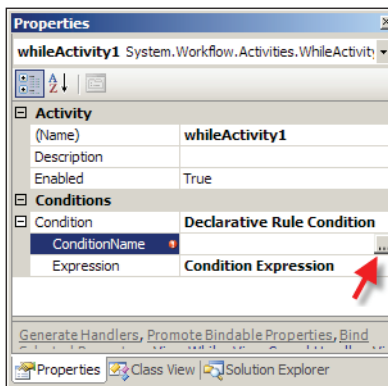 Properties
whileActivity1 System.Workflow.Activities.WhileActivity
Activity
(Name) whileActivity1
Description
Enabled True
Conditions
Condition Declarative Rule Condition
ConditionName ...
Expression Condition Expression
Generate Handlers, Promote Bindable Properties, Bind
Properties Class View Solution Explorer